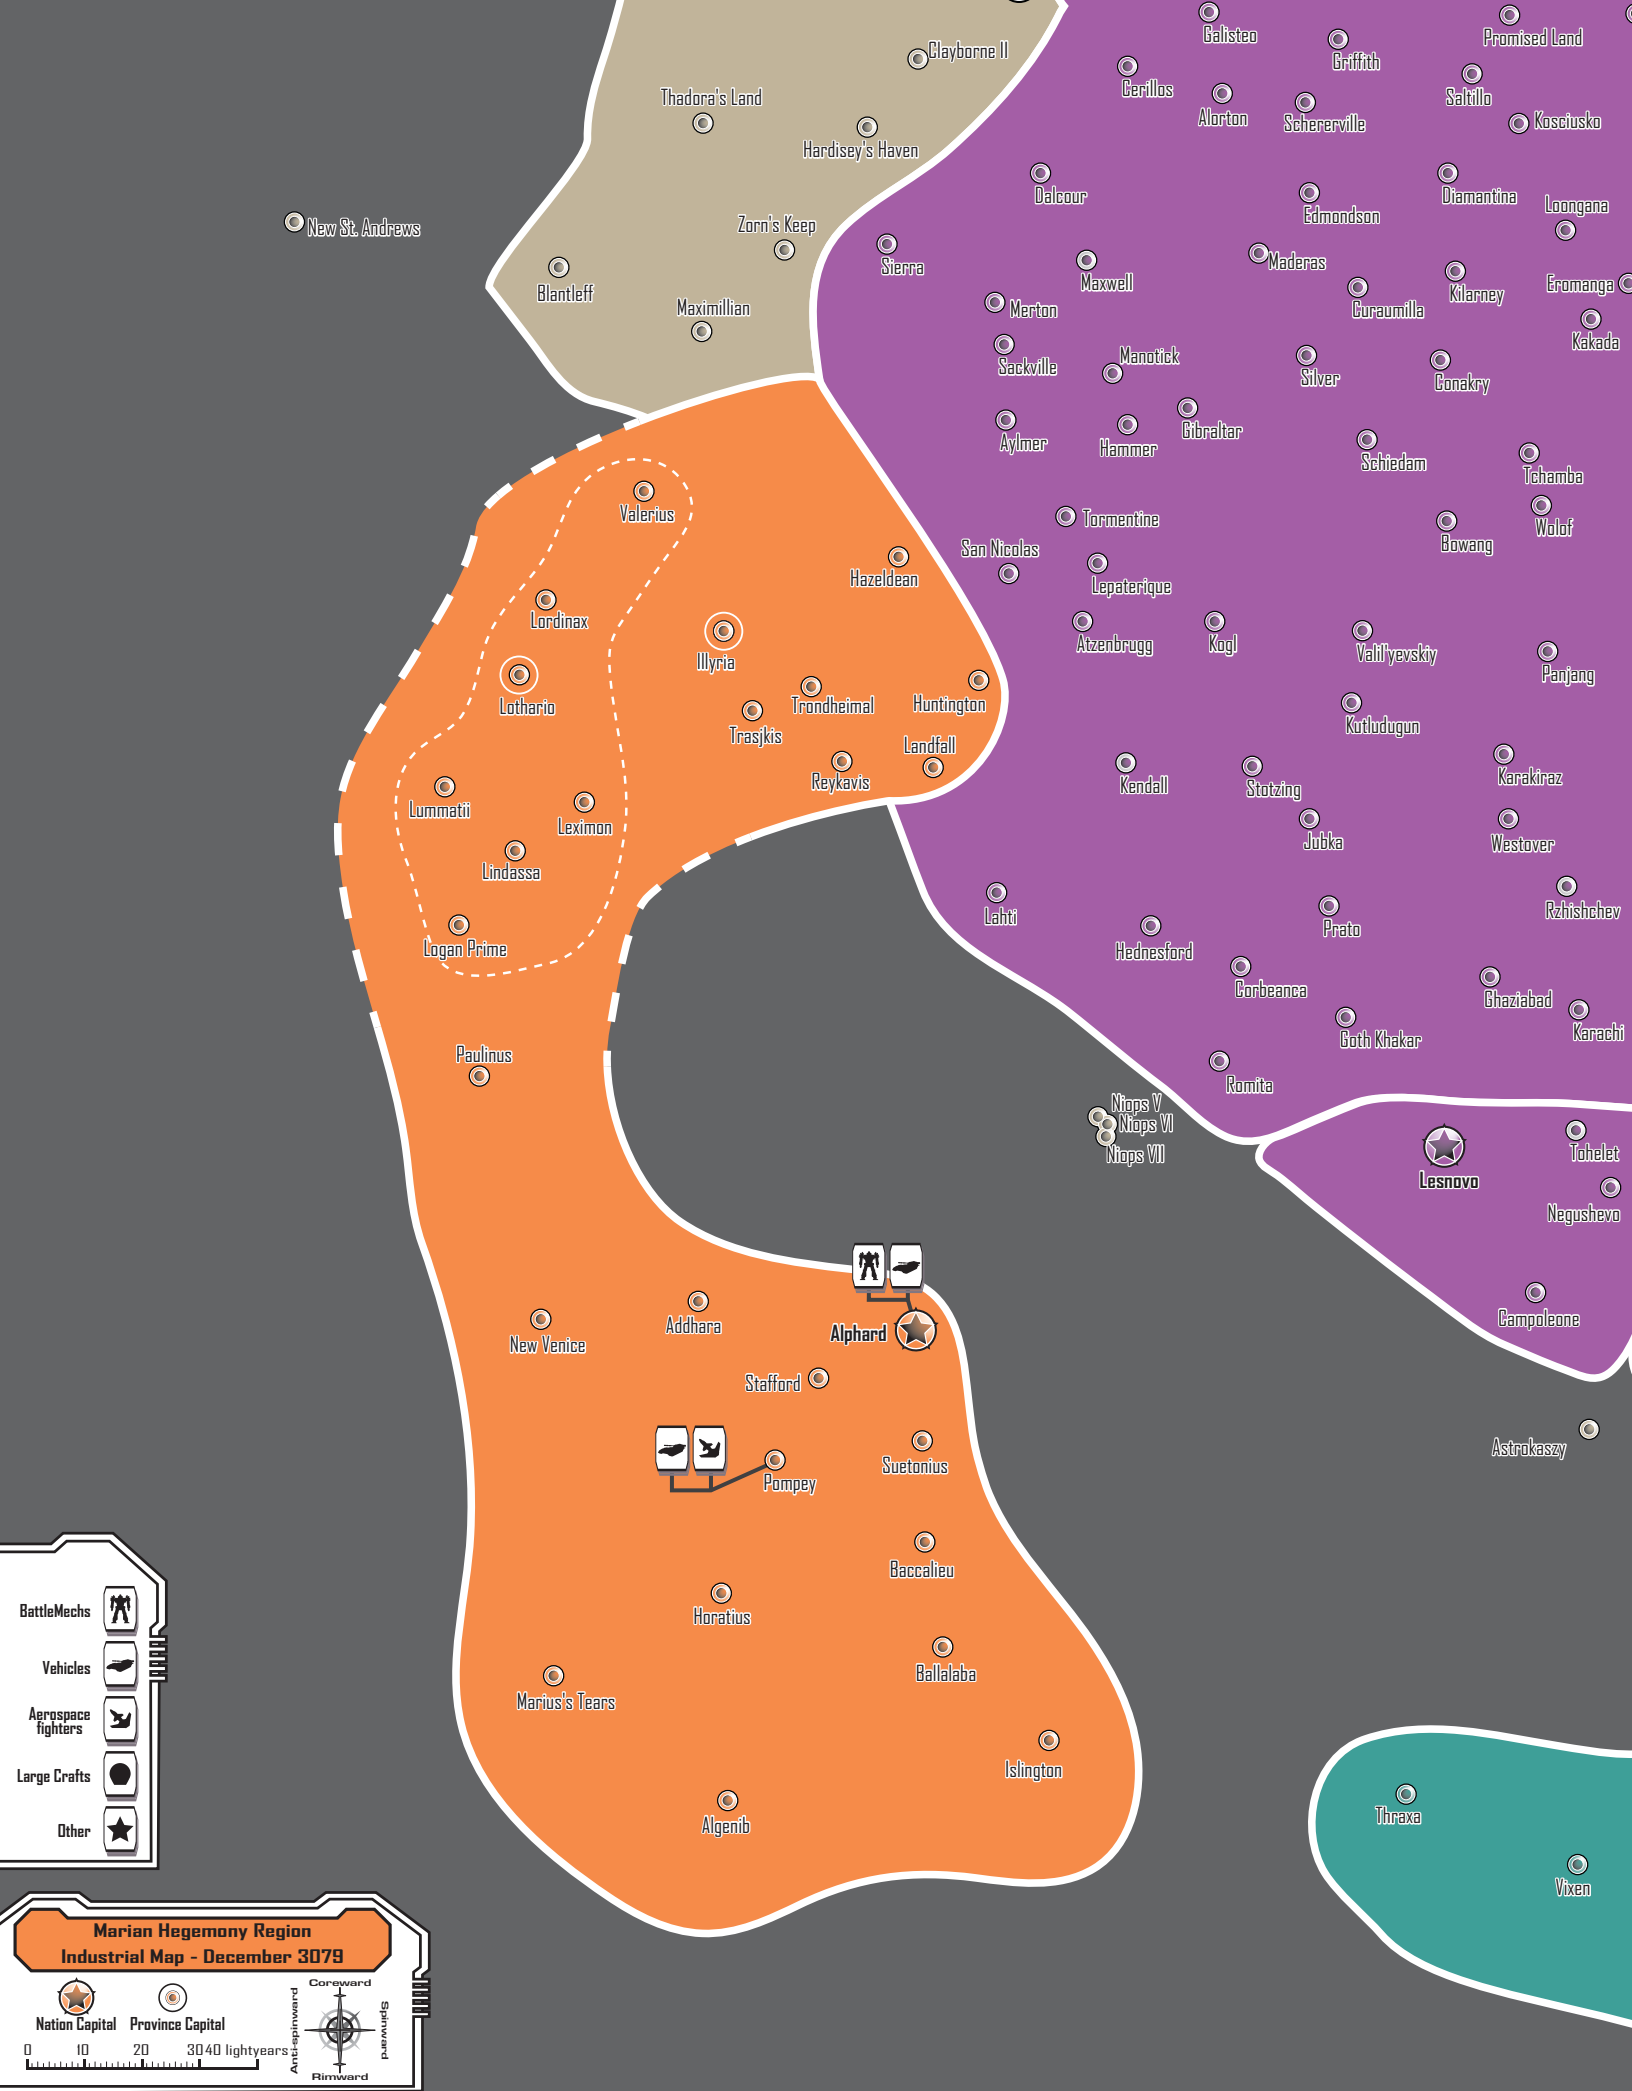 Clayborne II
Thadora's Land
Hardisey's Haven
New St. Andrews
Zorn's Keep
Blantleff
Maximillian
Galisteo
Griffith
Promised Land
Cerillos
Alorton
Schererville
Saltillo
Kosciusko
Dalcour
Edmondson
Diamantina
Loongana
Sierra
Maxwell
Maderas
Kilarney
Eromanga
Merton
Curaumilla
Kakada
Sackville
Manotick
Silver
Conakry
Aylmer
Hammer
Gibraltar
Schiedam
Tchamba
Tormentine
Wolof
Bowang
San Nicolas
Lepaterique
Atzenbrugg
Kogl
Valil'yevskiy
Panjang
Kutludugun
Kendall
Stotzing
Karakiraz
Jubka
Westover
Lahti
Rzhishchev
Hednesford
Prato
Corbeanca
Ghaziabad
Karachi
Goth Khakar
Romita
Valerius
Hazeldean
Lordinax
Illyria
Lothario
Trondheimal
Huntington
Trasjkis
Landfall
Reykavis
Lummatii
Leximon
Lindassa
Logan Prime
Paulinus
Niops V
Niops VI
Niops VII
Tohelet
Lesnovo
Negushevo
Campoleone
Astrokaszy
New Venice
Addhara
Alphard
Stafford
Suetonius
Pompey
Baccalieu
Horatius
Ballalaba
Marius's Tears
Islington
Algenib
Thraxa
Vixen
BattleMechs
Vehicles
Aerospace
fighters
Large Crafts
Other
Marian Hegemony Region
Industrial Map - December 3079
Nation Capital
Province Capital
0 10 20 30 40 lightyears
Coreward
Anti-spinward
Spinward
Rimward